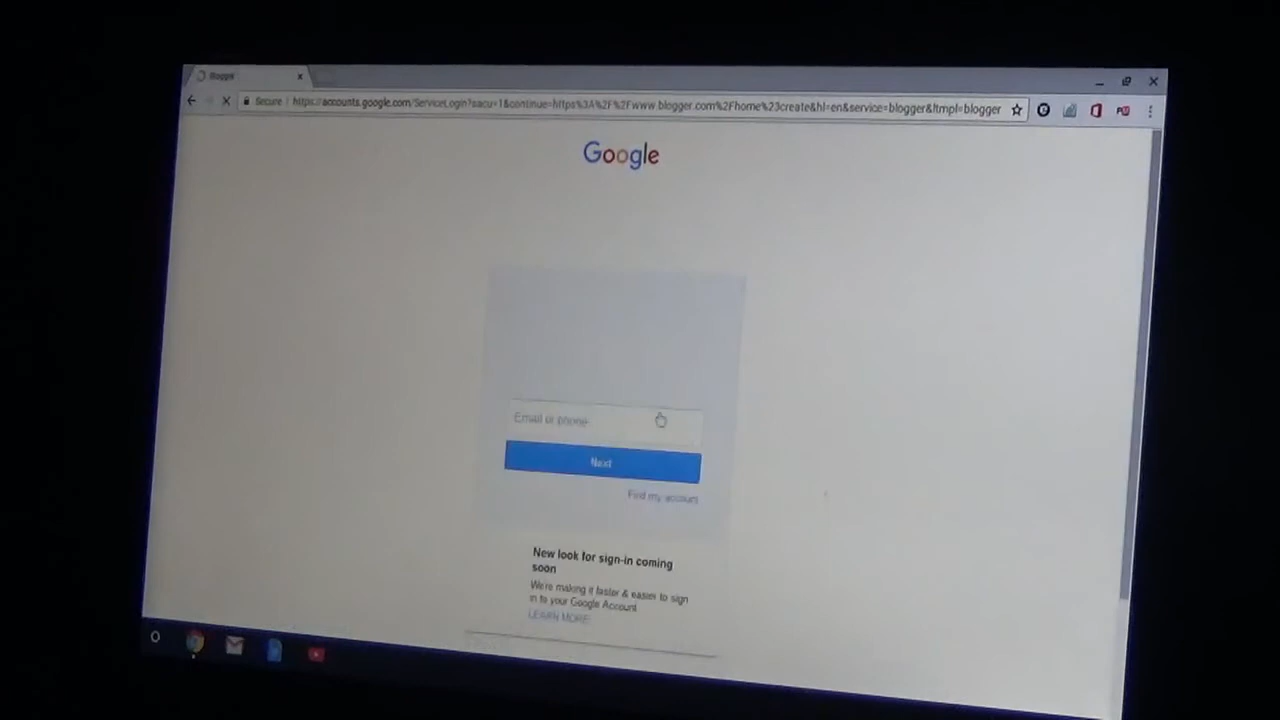 Blogger
Secure https://accounts.google.com/ServiceLogin?sacu=1&continue=https%3A%2F%2Fwww.blogger.com%2Fhome%23create&hl=en&service=blogger&ltmpl=blogger
Google
Email or phone
Next
Find my account
New look for sign-in coming
soon
We're making it faster & easier to sign
in to your Google Account
LEARN MORE